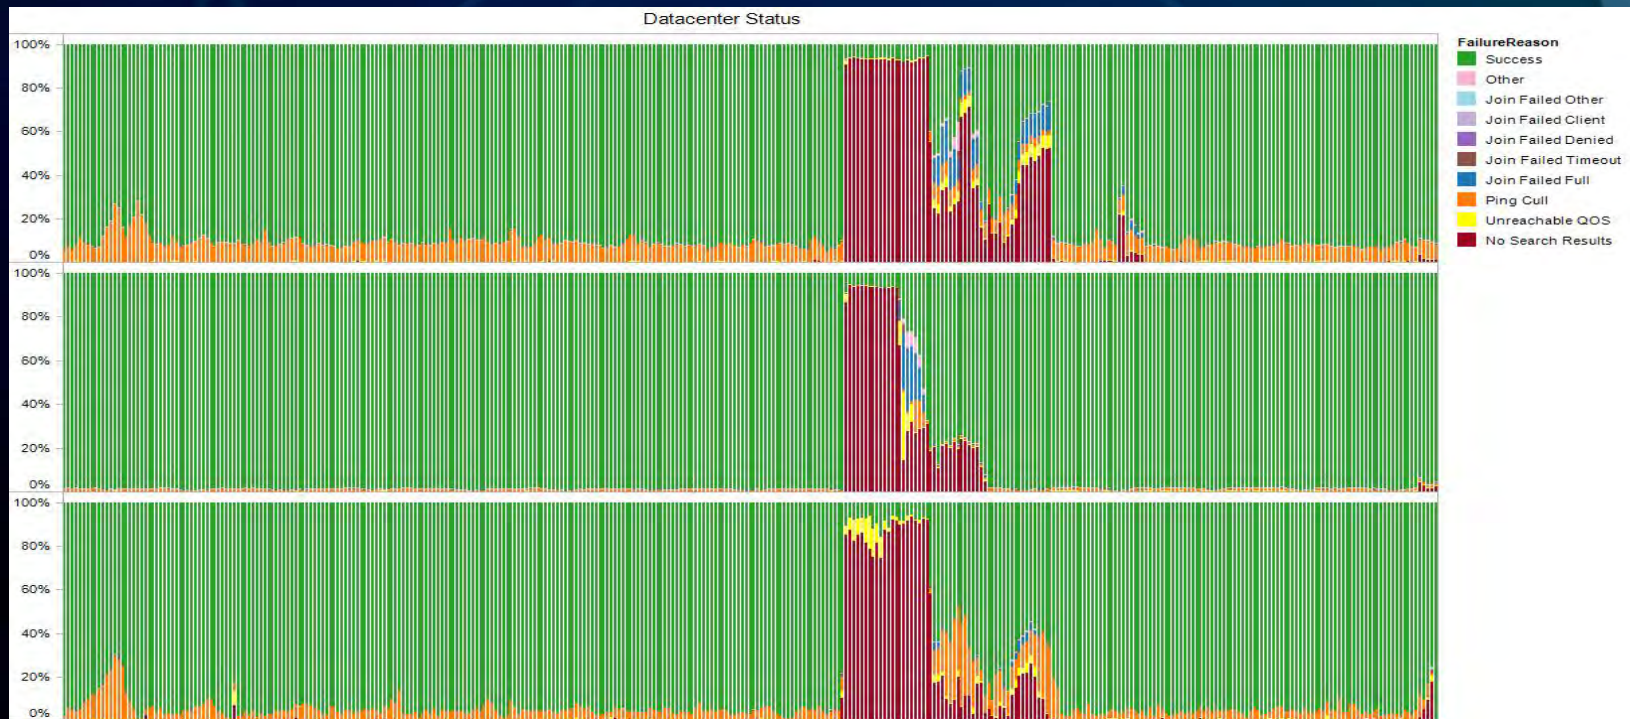 Datacenter Status
100%
80%
60%
40%
20%
0%
100%
80%
60%
40%
20%
0%
100%
80%
60%
40%
20%
0%
FailureReason
Success
Other
Join Failed Other
Join Failed Client
Join Failed Denied
Join Failed Timeout
Join Failed Full
Ping Cull
Unreachable QOS
No Search Results